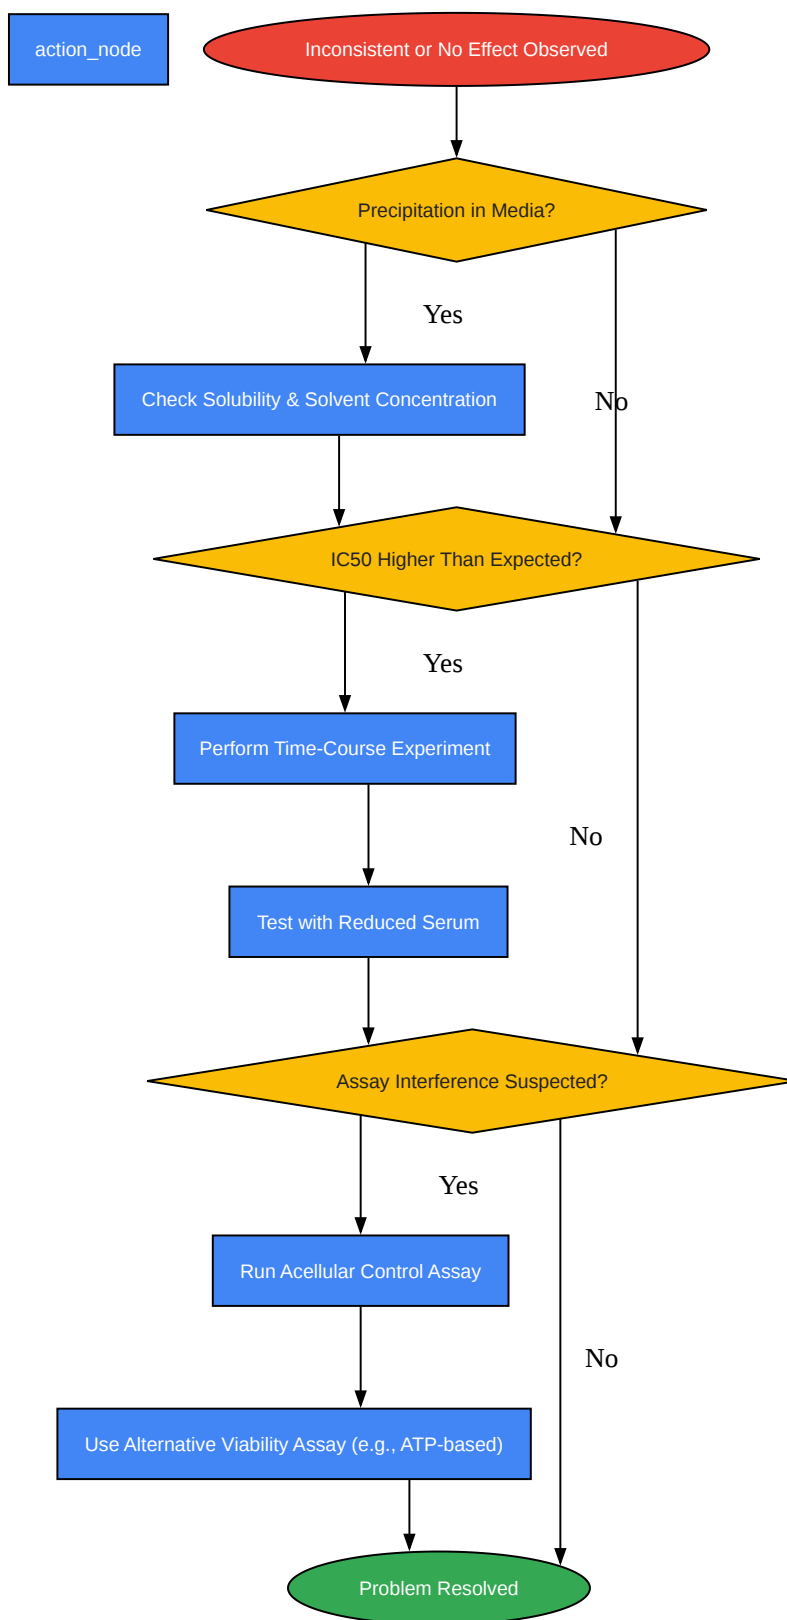 action_node
Inconsistent or No Effect Observed
Precipitation in Media?
Yes
Check Solubility & Solvent Concentration
No
IC50 Higher Than Expected?
Yes
Perform Time-Course Experiment
No
Test with Reduced Serum
Assay Interference Suspected?
Yes
Run Acellular Control Assay
No
Use Alternative Viability Assay (e.g., ATP-based)
Problem Resolved